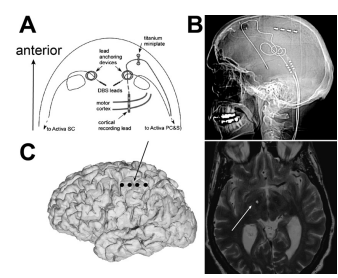 A
anterior
lead
anchoring
devices
titanium
miniplate
DBS leads
motor
cortex
cortical
recording lead
to Activa SC
to Activa PC&S
B
C